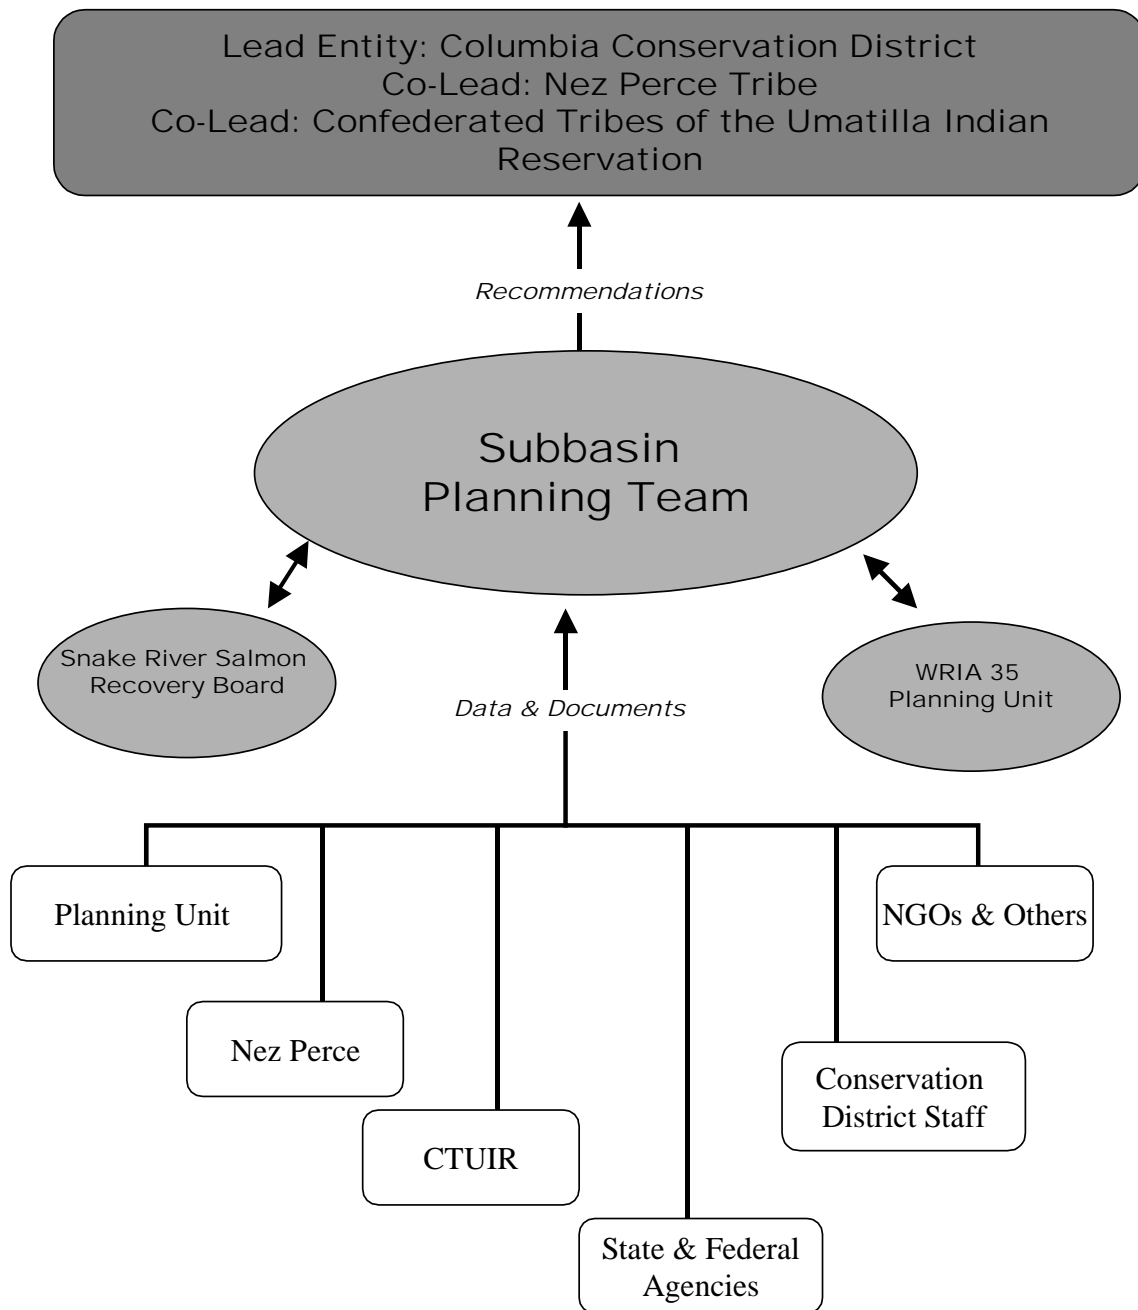 Lead Entity: Columbia Conservation District
Co-Lead: Nez Perce Tribe
Co-Lead: Confederated Tribes of the Umatilla Indian
Reservation
Recommendations
Subbasin
Planning Team
Snake River Salmon
Recovery Board
WRIA 35
Planning Unit
Data & Documents
Planning Unit
NGOs & Others
Nez Perce
Conservation
District Staff
CTUIR
State & Federal
Agencies